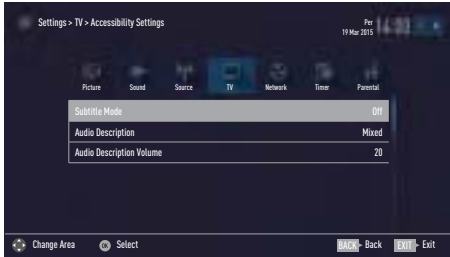 Settings > TV > Accessibility Settings
Per
19 Mar 2015
Picture Sound Source TV Network Timer Parental
Subtitle Mode Off
Audio Description Mixed
Audio Description Volume 20
Change Area OK Select BACK Back EXIT Exit